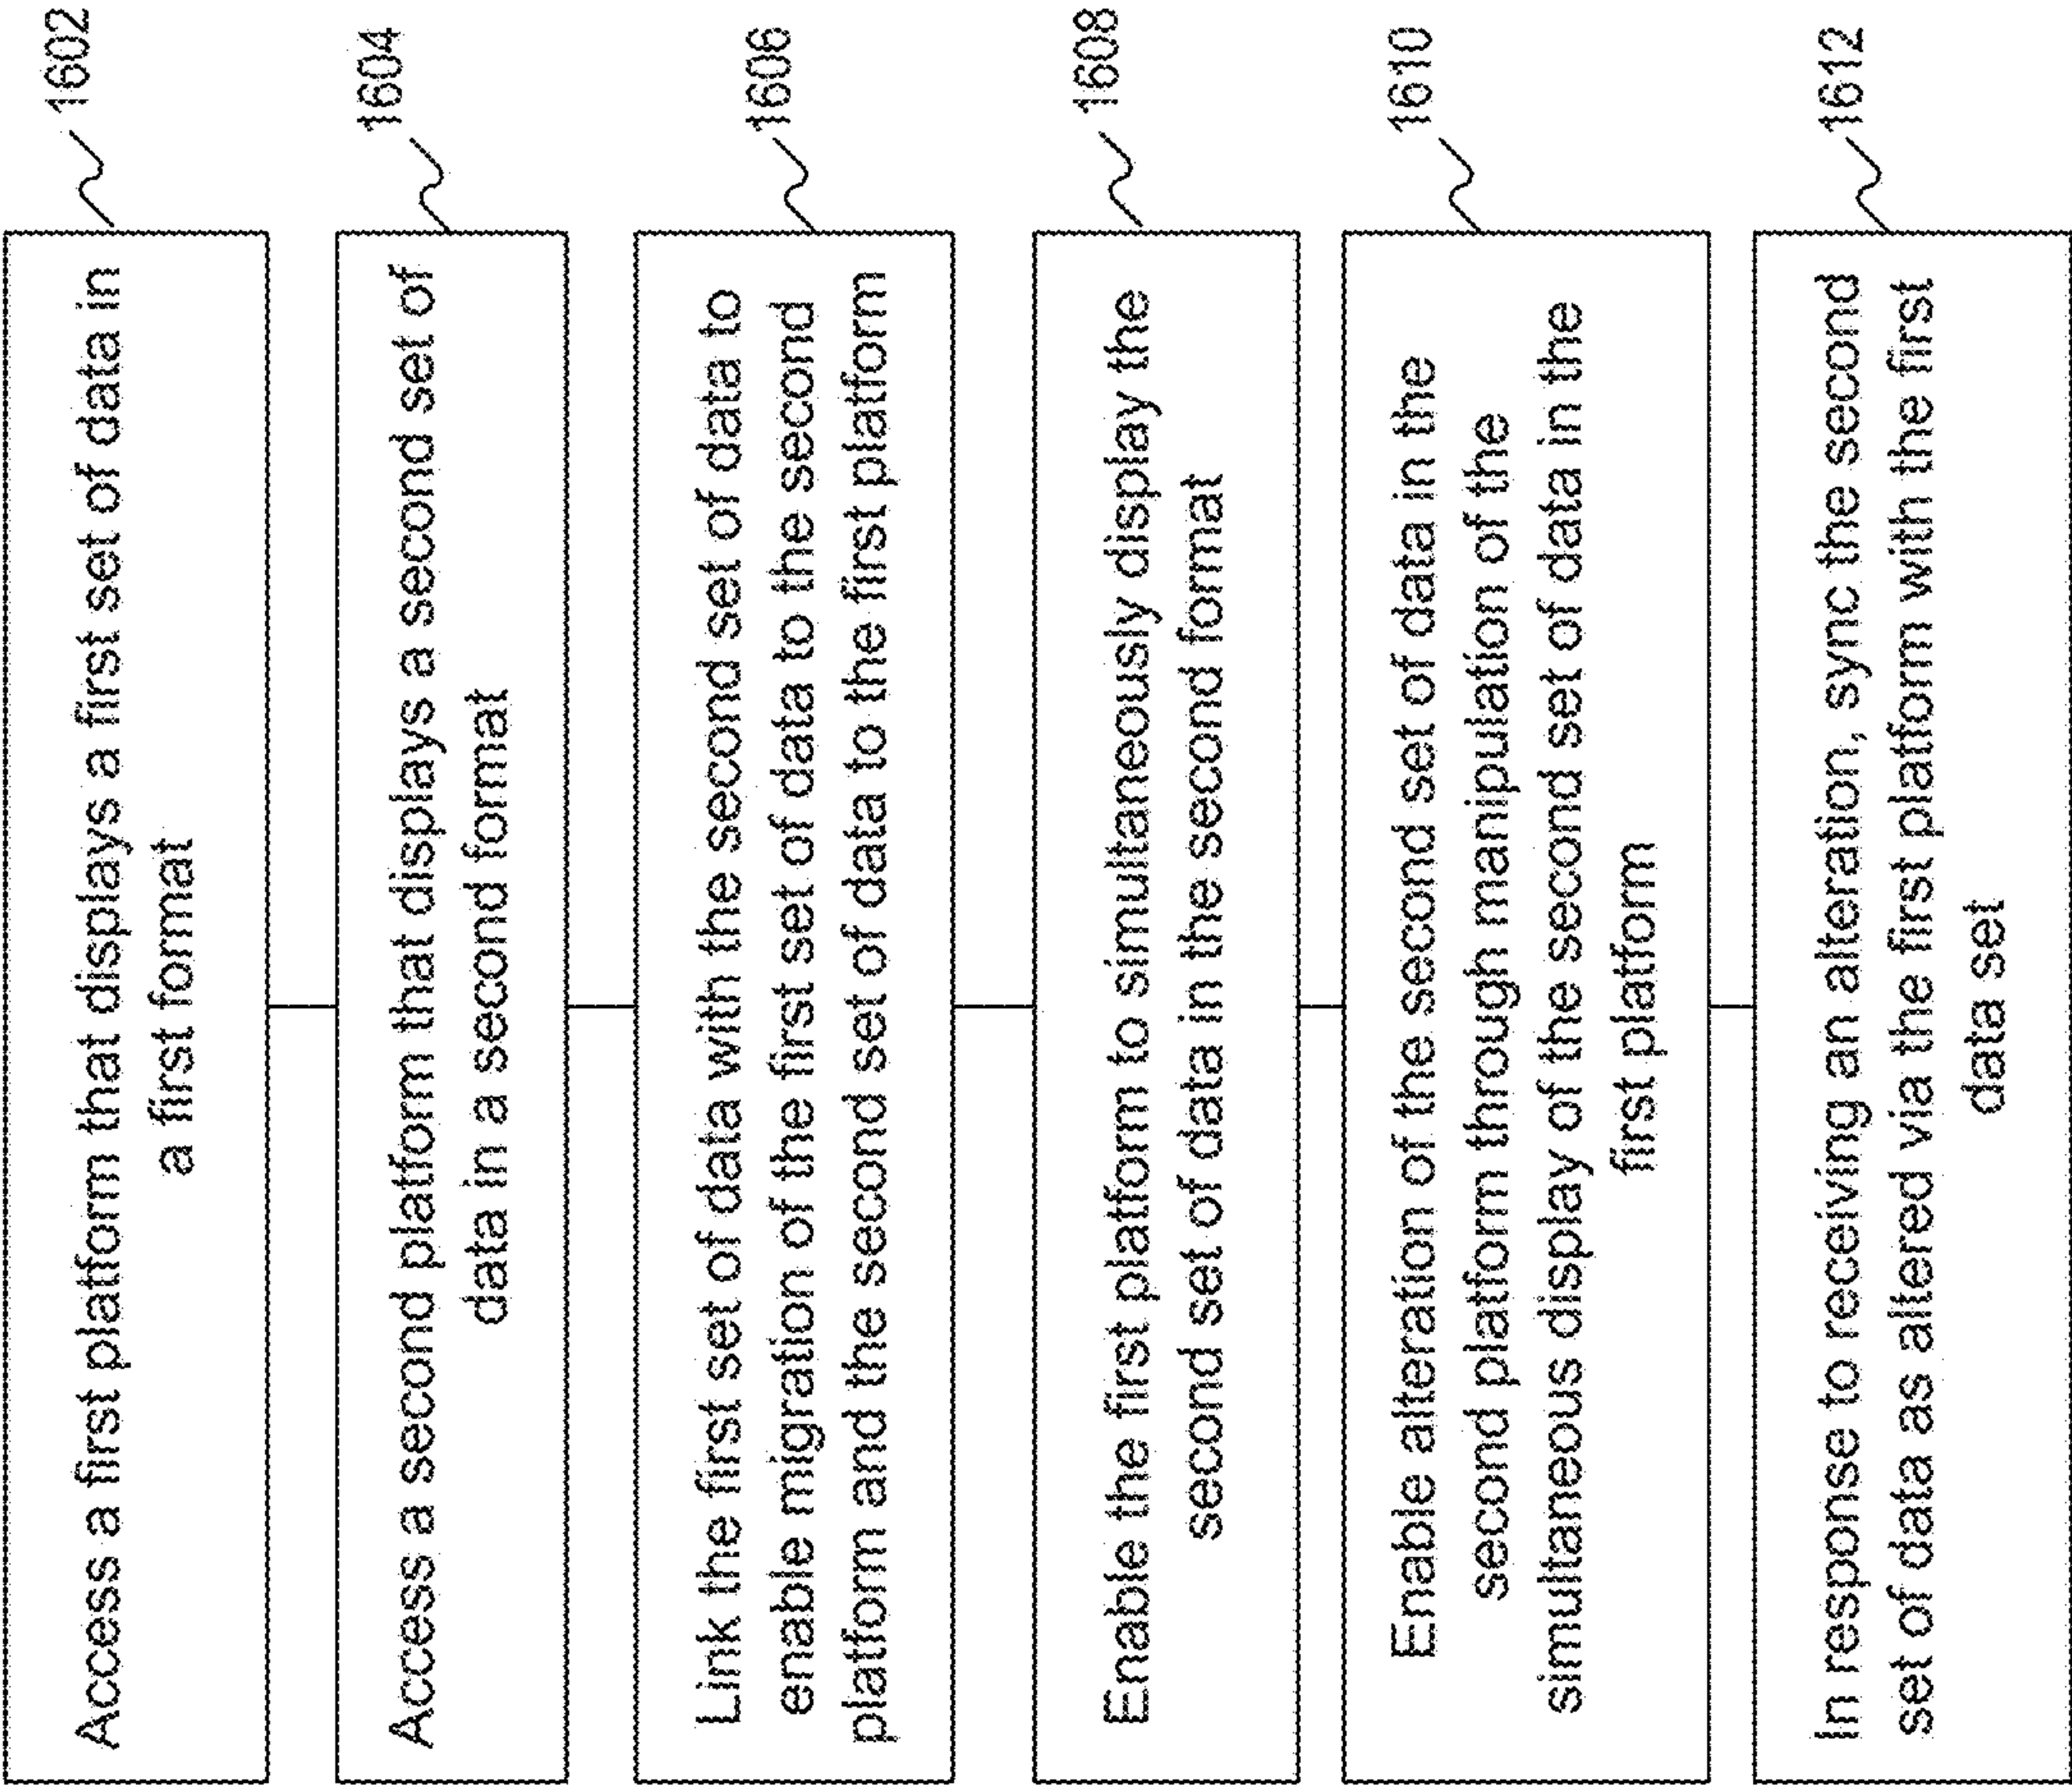 Access a first platform that displays a first set of data in
a first format
1602
Access a second platform that displays a second set of
data in a second format
1604
Link the first set of data with the second set of data to
enable migration of the first set of data to the second
platform and the second set of data to the first platform
1606
Enable the first platform to simultaneously display the
second set of data in the second format
1608
Enable alteration of the second set of data in the
second platform through manipulation of the
simultaneous display of the second set of data in the
first platform
1610
In response to receiving an alteration, sync the second
set of data as altered via the first platform with the first
data set
1612